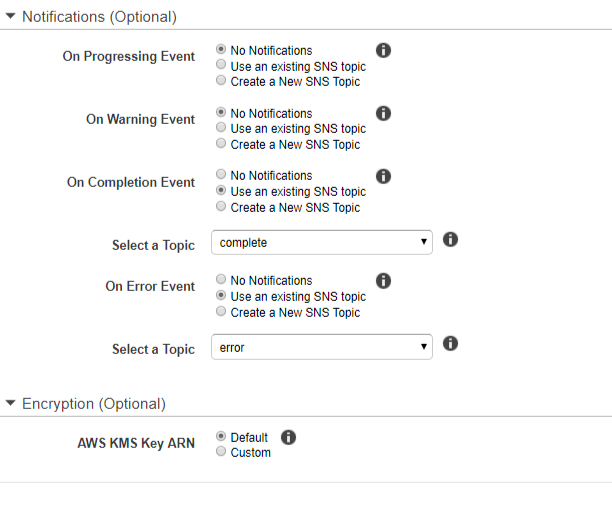 Notifications (Optional)
On Progressing Event
No Notifications
Use an existing SNS topic
Create a New SNS Topic
On Warning Event
No Notifications
Use an existing SNS topic
Create a New SNS Topic
On Completion Event
No Notifications
Use an existing SNS topic
Create a New SNS Topic
Select a Topic
complete
On Error Event
No Notifications
Use an existing SNS topic
Create a New SNS Topic
Select a Topic
error
Encryption (Optional)
AWS KMS Key ARN
Default
Custom